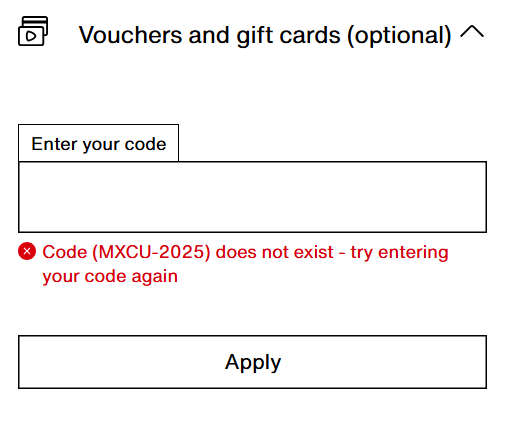 Vouchers and gift cards (optional)
Enter your code
Code (MXCU-2025) does not exist - try entering
your code again
Apply